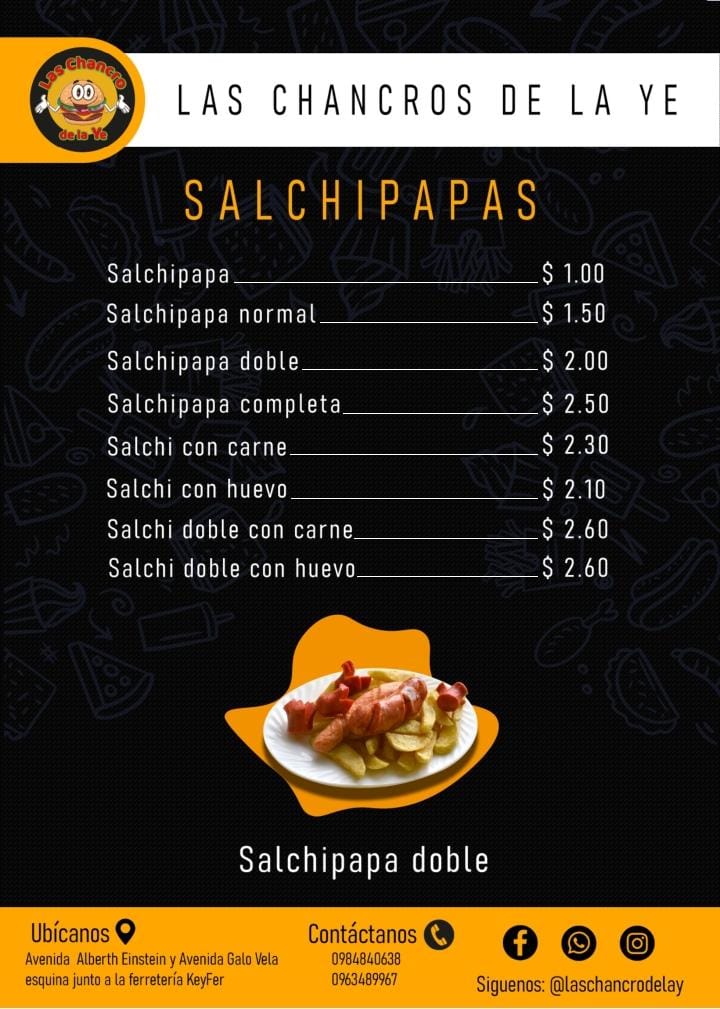 Las Chancro
de la Ye
LAS CHANCROS DE LA YE
SALCHIPAPAS
Salchipapa $ 1.00
Salchipapa normal $ 1.50
Salchipapa doble $ 2.00
Salchipapa completa $ 2.50
Salchi con carne $ 2.30
Salchi con huevo $ 2.10
Salchi doble con carne $ 2.60
Salchi doble con huevo $ 2.60
Salchipapa doble
Ubícanos
Avenida Alberth Einstein y Avenida Galo Vela
esquina junto a la ferretería KeyFer
Contáctanos
0984840638
0963489967
Siguenos: @laschancrodelay